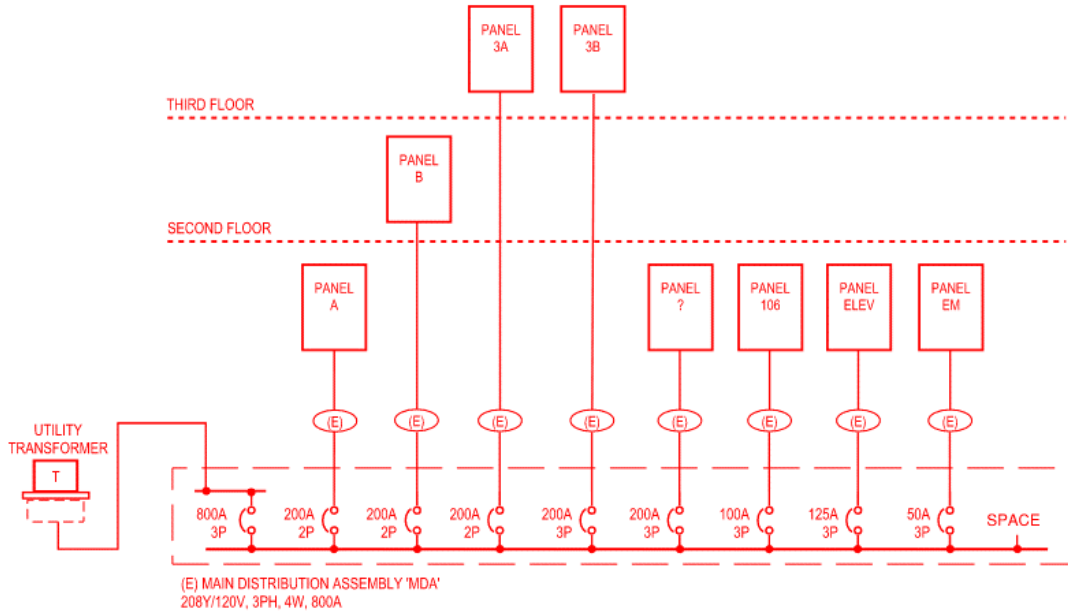 PANEL
3A
PANEL
3B
THIRD FLOOR
PANEL
B
SECOND FLOOR
PANEL
A
PANEL
?
PANEL
106
PANEL
ELEV
PANEL
EM
(E)
(E)
(E)
(E)
(E)
(E)
(E)
(E)
UTILITY
TRANSFORMER
T
800A
3P
200A
2P
200A
2P
200A
2P
200A
3P
200A
3P
100A
3P
125A
3P
50A
3P
SPACE
(E) MAIN DISTRIBUTION ASSEMBLY 'MDA'
208Y/120V, 3PH, 4W, 800A